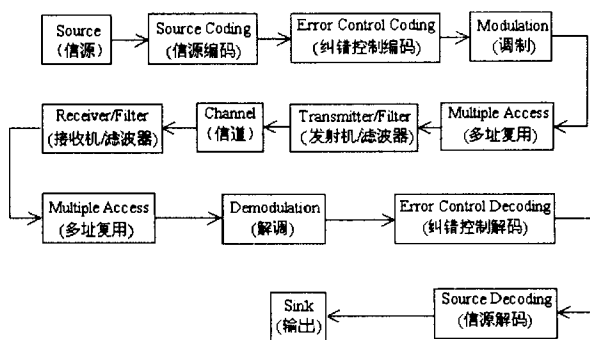 Source
(信源)
Source Coding
(信源编码)
Error Control Coding
(纠错控制编码)
Modulation
(调制)
Multiple Access
(多址复用)
Transmitter/Filter
(发射机/滤波器)
Channel
(信道)
Receiver/Filter
(接收机/滤波器)
Multiple Access
(多址复用)
Demodulation
(解调)
Error Control Decoding
(纠错控制解码)
Source Decoding
(信源解码)
Sink
(输出)